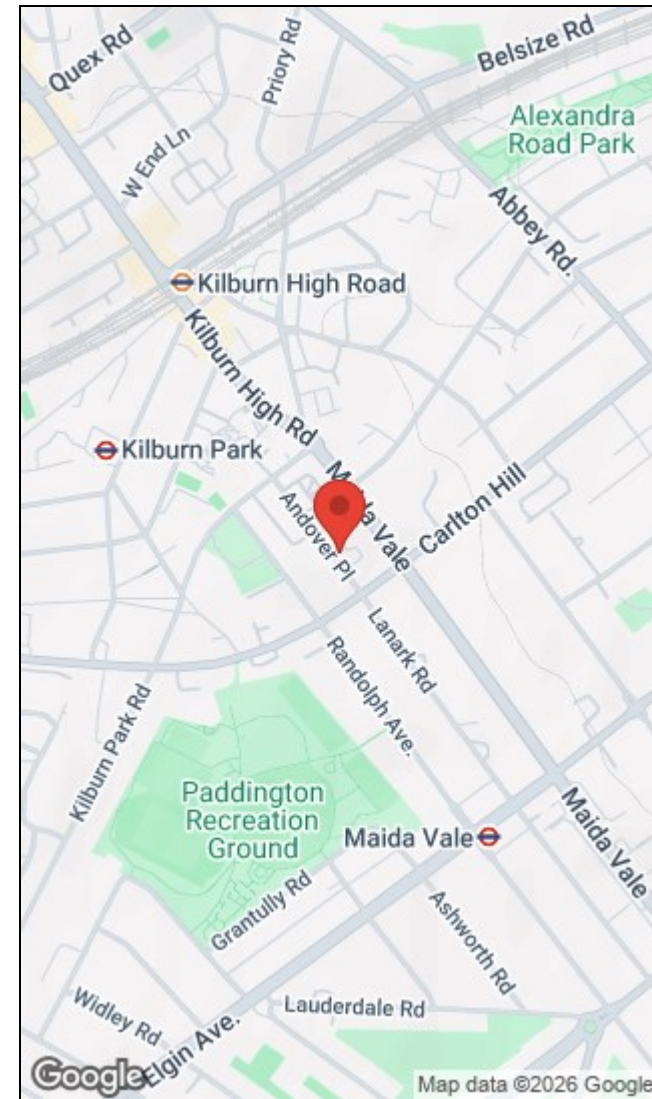 Quex Rd
Priory Rd
Belsize Rd
W End Ln
Alexandra
Road Park
Abbey Rd.
Kilburn High Road
Kilburn High Rd
Kilburn Park
Maida Vale
Carlton Hill
Andover Pl
Lanark Rd
Randolph Ave.
Kilburn Park Rd
Paddington
Recreation
Ground
Maida Vale
Maida Vale
Grantully Rd
Ashworth Rd
Widley Rd
Lauderdale Rd
Elgin Ave.
Google
Map data ©2026 Google